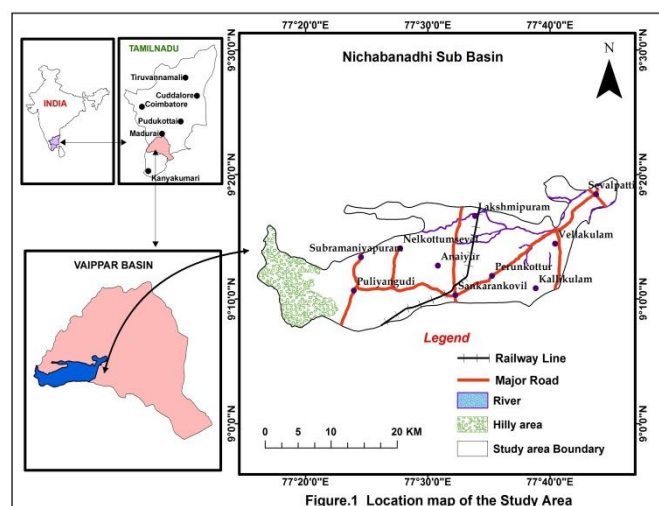 INDIA
TAMILNADU
Tiruvannamali
Cuddalore
Coimbatore
Pudukottai
Madurai
Kanyakumari
VAIPPAR BASIN
77°20'0"E
77°30'0"E
77°40'0"E
Nichabanadhi Sub Basin
N
9°30'0"N
9°30'0"N
9°20'0"N
9°20'0"N
9°10'0"N
9°10'0"N
9°0'0"N
9°0'0"N
Sevalpatti
Lakshmipuram
Vellakulam
Nelkottumseval
Subramaniyapuram
Anaiyur
Perunkottur
Kallikulam
Puliyangudi
Sankarankovil
Legend
Railway Line
Major Road
River
Hilly area
Study area Boundary
0 5 10 20 KM
77°20'0"E
77°30'0"E
77°40'0"E
Figure.1 Location map of the Study Area